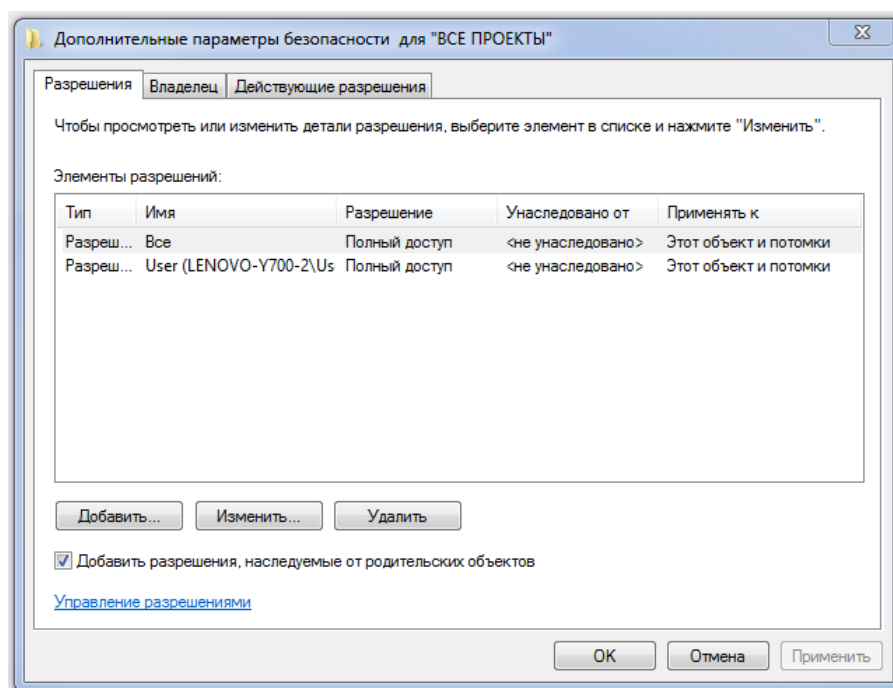 Дополнительные параметры безопасности для "ВСЕ ПРОЕКТЫ"
Разрешения Владелец Действующие разрешения
Чтобы просмотреть или изменить детали разрешения, выберите элемент в списке и нажмите "Изменить".
Элементы разрешений:
Тип Имя Разрешение Унаследовано от Применять к
Разреш... Все Полный доступ <не унаследовано> Этот объект и потомки
Разреш... User (LENOVO-Y700-2\Us Полный доступ <не унаследовано> Этот объект и потомки
Добавить... Изменить... Удалить
Добавить разрешения, наследуемые от родительских объектов
Управление разрешениями
OK Отмена Применить